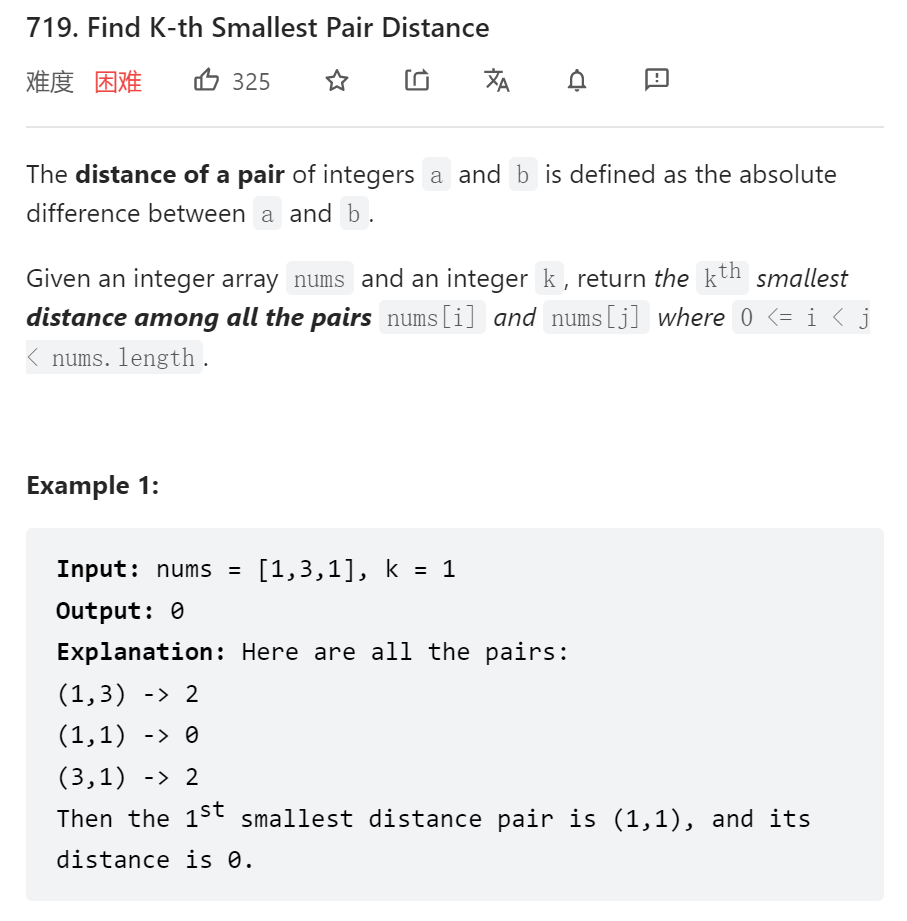 719. Find K-th Smallest Pair Distance
难度 困难 325
The distance of a pair of integers a and b is defined as the absolute
difference between a and b.
Given an integer array nums and an integer k, return the kth smallest
distance among all the pairs nums[i] and nums[j] where 0 <= i < j
< nums.length.
Example 1:
Input: nums = [1,3,1], k = 1
Output: 0
Explanation: Here are all the pairs:
(1,3) -> 2
(1,1) -> 0
(3,1) -> 2
Then the 1st smallest distance pair is (1,1), and its
distance is 0.